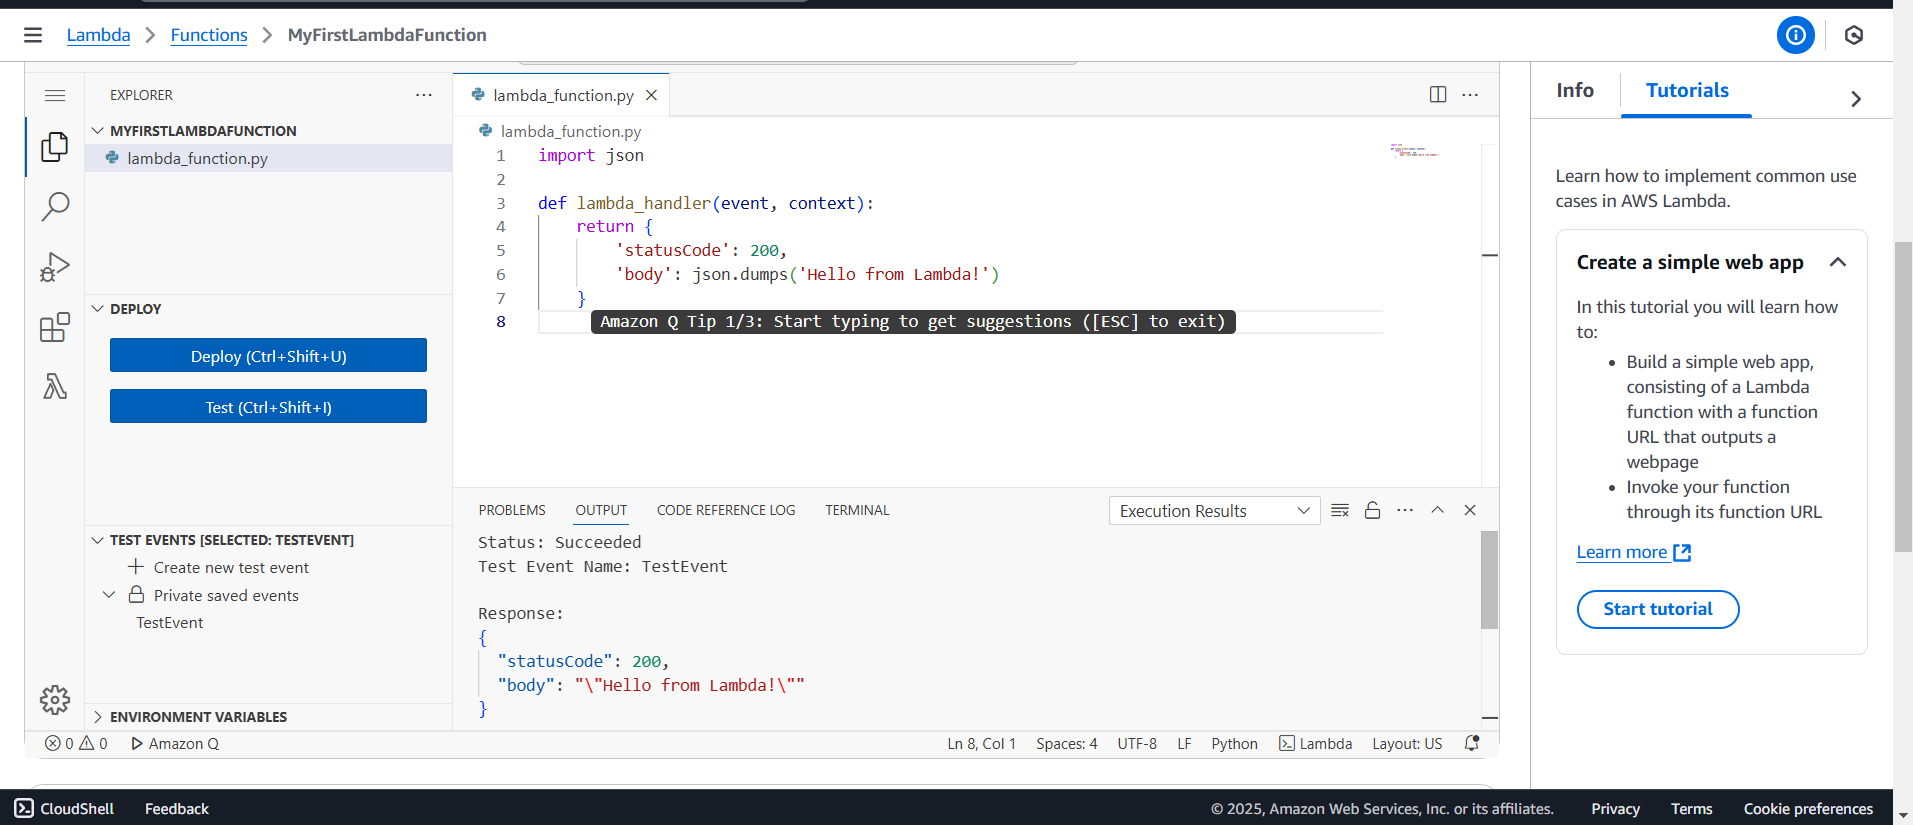 Lambda > Functions > MyFirstLambdaFunction
EXPLORER
MYFIRSTLAMBDAFUNCTION
lambda_function.py
DEPLOY
Deploy (Ctrl+Shift+U)
Test (Ctrl+Shift+I)
TEST EVENTS [SELECTED: TESTEVENT]
Create new test event
Private saved events
TestEvent
ENVIRONMENT VARIABLES
lambda_function.py
lambda_function.py
1 import json
2
3 def lambda_handler(event, context):
4     return {
5         'statusCode': 200,
6         'body': json.dumps('Hello from Lambda!')
7     }
8 Amazon Q Tip 1/3: Start typing to get suggestions ([ESC] to exit)
PROBLEMS OUTPUT CODE REFERENCE LOG TERMINAL Execution Results
Status: Succeeded
Test Event Name: TestEvent
Response:
{
  "statusCode": 200,
  "body": "\"Hello from Lambda!\""
}
0 0 Amazon Q Ln 8, Col 1 Spaces: 4 UTF-8 LF Python Lambda Layout: US
Info Tutorials
Learn how to implement common use
cases in AWS Lambda.
Create a simple web app
In this tutorial you will learn how
to:
• Build a simple web app,
consisting of a Lambda
function with a function
URL that outputs a
webpage
• Invoke your function
through its function URL
Learn more
Start tutorial
CloudShell Feedback © 2025, Amazon Web Services, Inc. or its affiliates. Privacy Terms Cookie preferences